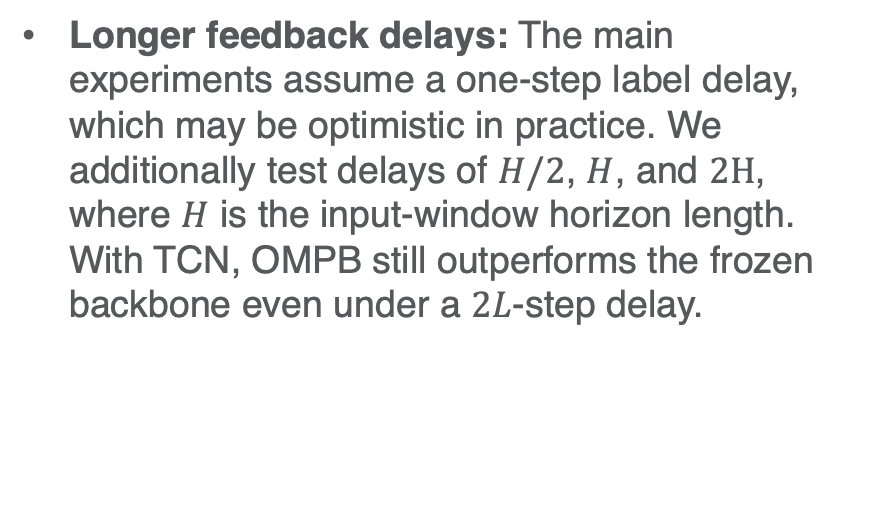 • Longer feedback delays: The main
experiments assume a one-step label delay,
which may be optimistic in practice. We
additionally test delays of H/2, H, and 2H,
where H is the input-window horizon length.
With TCN, OMPB still outperforms the frozen
backbone even under a 2L-step delay.